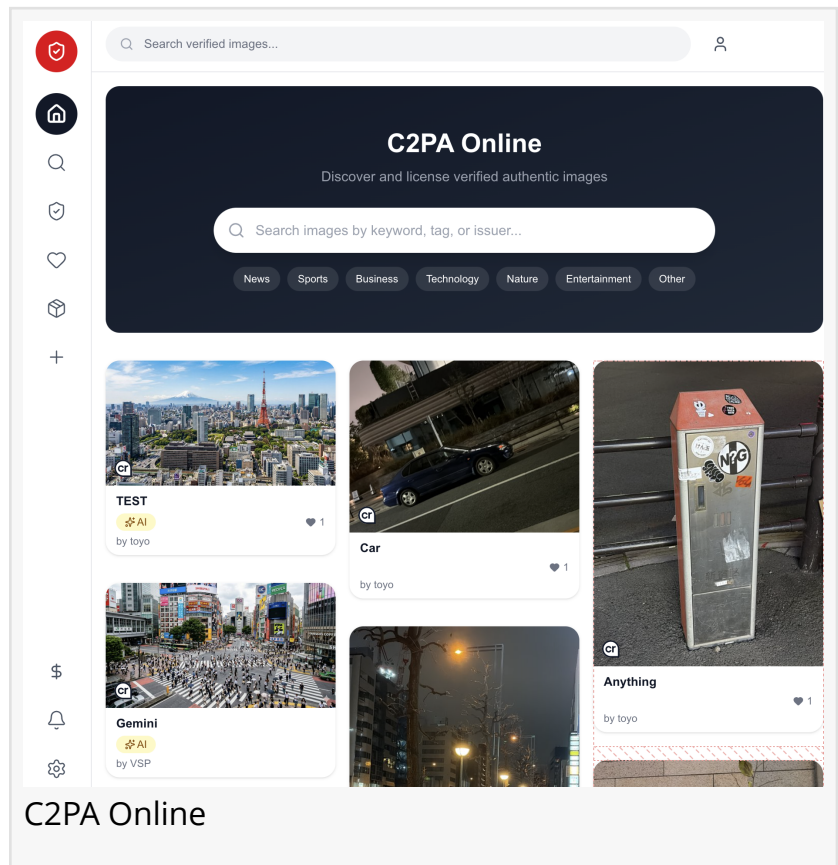 Search verified images...
C2PA Online
Discover and license verified authentic images
Search images by keyword, tag, or issuer...
News
Sports
Business
Technology
Nature
Entertainment
Other
cr
TEST
AI
1
by toyo
cr
Gemini
AI
by VSP
cr
Car
1
by toyo
N?G
cr
Anything
1
by toyo
$
C2PA Online